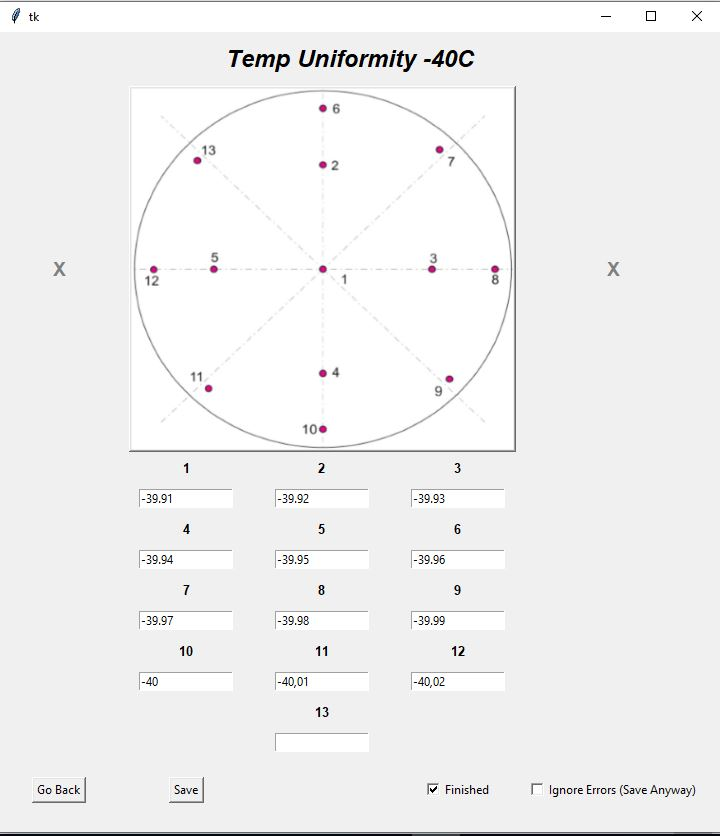 tk
Temp Uniformity -40C
6
13
2
7
5
3
X
X
12
1
8
11
4
9
10
1 2 3
-39.91 -39.92 -39.93
4 5 6
-39.94 -39.95 -39.96
7 8 9
-39.97 -39.98 -39.99
10 11 12
-40 -40,01 -40,02
13
Go Back Save Finished Ignore Errors (Save Anyway)